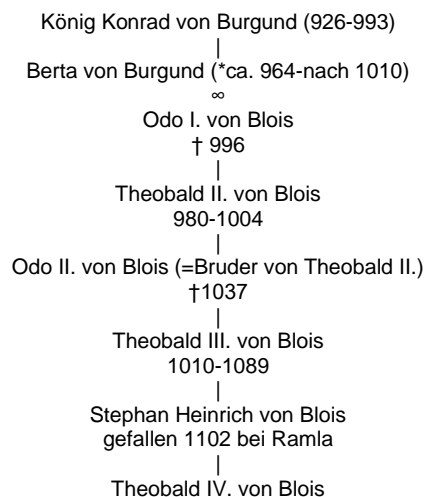 König Konrad von Burgund (926-993)
|
Berta von Burgund (*ca. 964-nach 1010)
∞
Odo I. von Blois
† 996
|
Theobald II. von Blois
980-1004
|
Odo II. von Blois (=Bruder von Theobald II.)
†1037
|
Theobald III. von Blois
1010-1089
|
Stephan Heinrich von Blois
gefallen 1102 bei Ramla
|
Theobald IV. von Blois